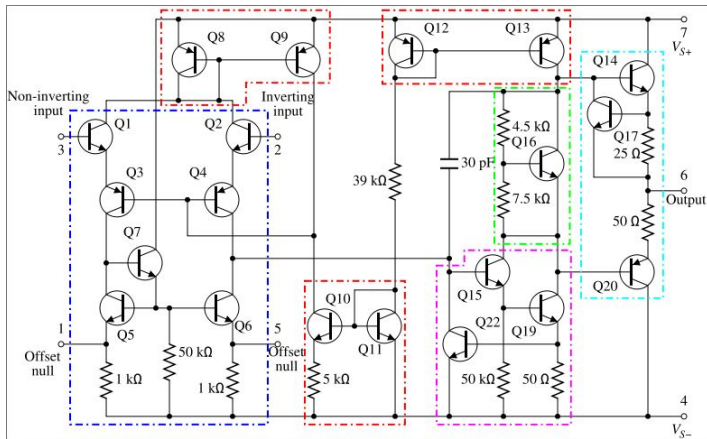 Q8
Q9
Q12
Q13
7
V_S+
Q14
Non-inverting
input
Inverting
input
Q1
Q2
3
2
4.5 kΩ
Q16
Q17
25 Ω
Q3
Q4
39 kΩ
30 pF
7.5 kΩ
6
Output
50 Ω
Q7
Q10
Q15
Q20
1
Q5
Q6
5
Q11
Q22
Q19
Offset
null
50 kΩ
Offset
null
1 kΩ
1 kΩ
5 kΩ
50 kΩ
50 Ω
4
V_S−